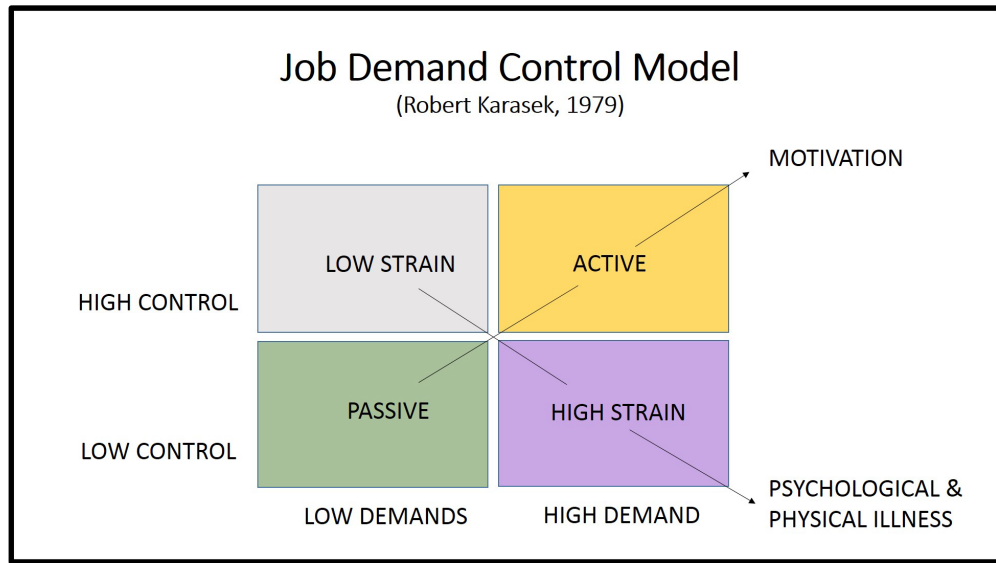 Job Demand Control Model
(Robert Karasek, 1979)
MOTIVATION
LOW STRAIN
ACTIVE
HIGH CONTROL
PASSIVE
HIGH STRAIN
LOW CONTROL
LOW DEMANDS
HIGH DEMAND
PSYCHOLOGICAL &
PHYSICAL ILLNESS